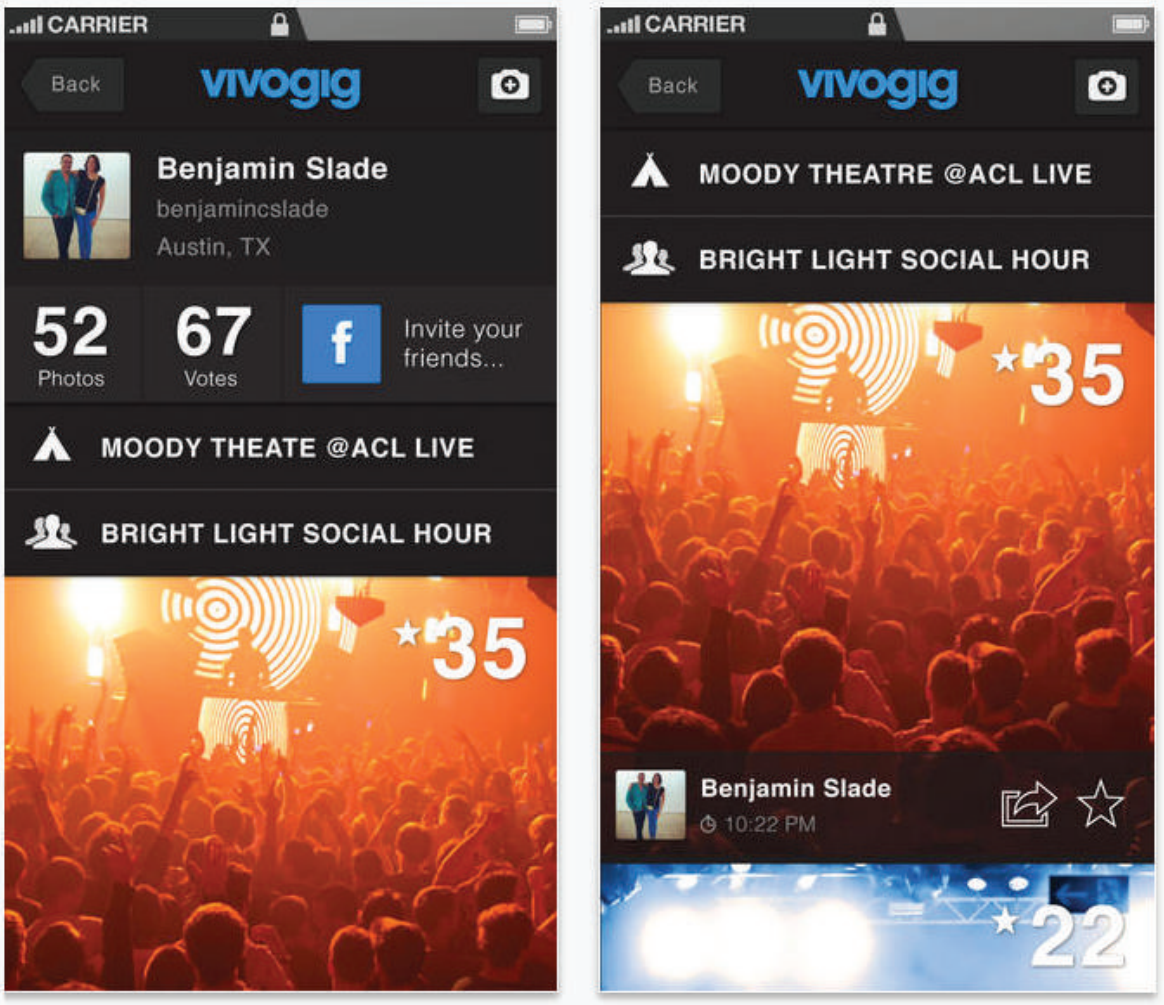 CARRIER
Back
vivogig
Benjamin Slade
benjamincslade
Austin, TX
52
Photos
67
Votes
f
Invite your
friends...
MOODY THEATE @ACL LIVE
BRIGHT LIGHT SOCIAL HOUR
35
CARRIER
Back
vivogig
MOODY THEATRE @ACL LIVE
BRIGHT LIGHT SOCIAL HOUR
35
Benjamin Slade
10:22 PM
22